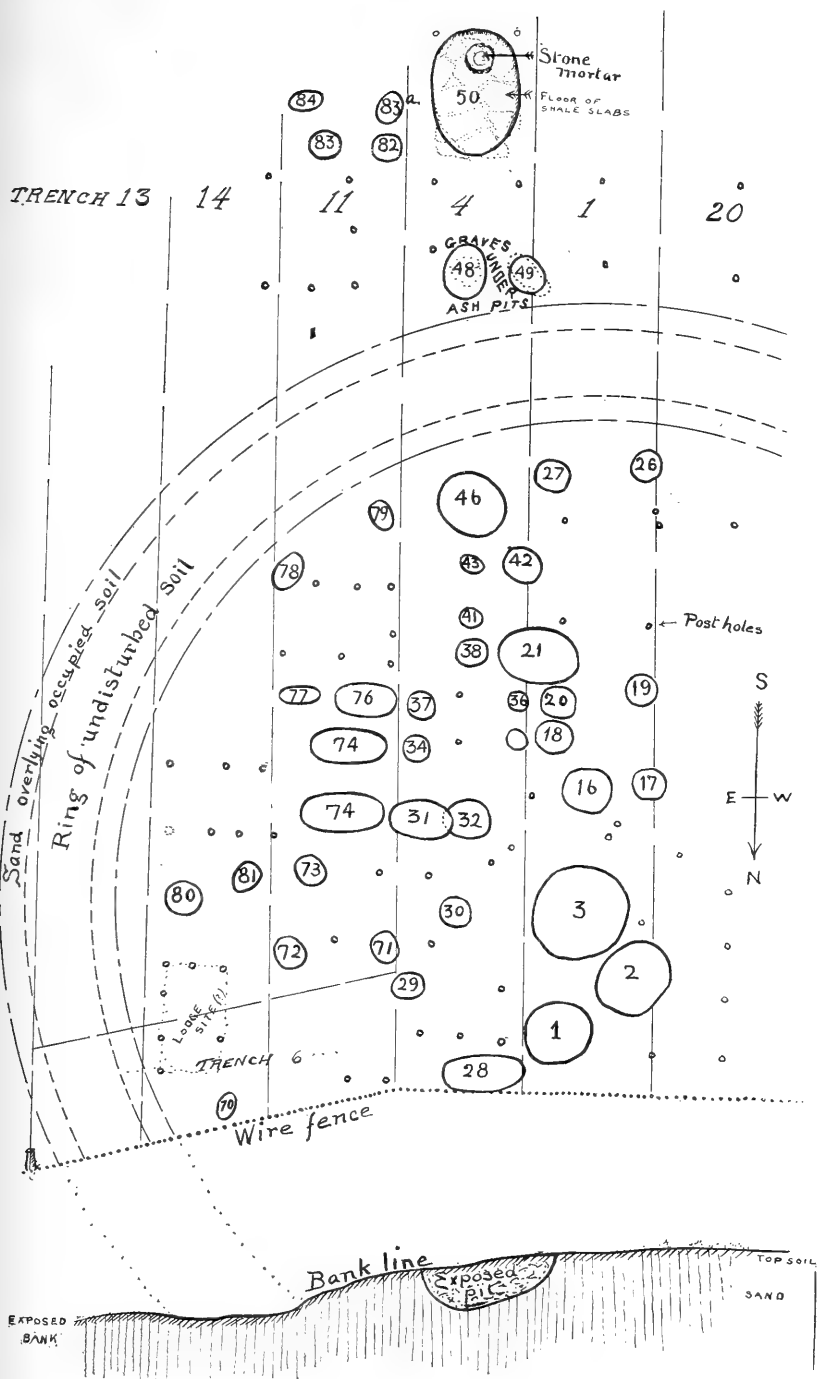 Stone
mortar
FLOOR OF
SHALE SLABS
50
84
83 a.
83
82
TRENCH 13 14 11 4 1 20
GRAVES
UNDER
ASH PITS
48
49
Sand overlying occupied soil
Ring of undisturbed soil
26
27
46
79
43
42
78
41
Post holes
38
21
S
77
76
37
36
20
19
74
34
18
E W
16
17
74
31
32
N
73
81
80
30
3
72
71
2
29
LODGE
SITE (?)
1
TRENCH 6
28
70
Wire fence
Bank line
TOP SOIL
Exposed
pit
SAND
EXPOSED
BANK